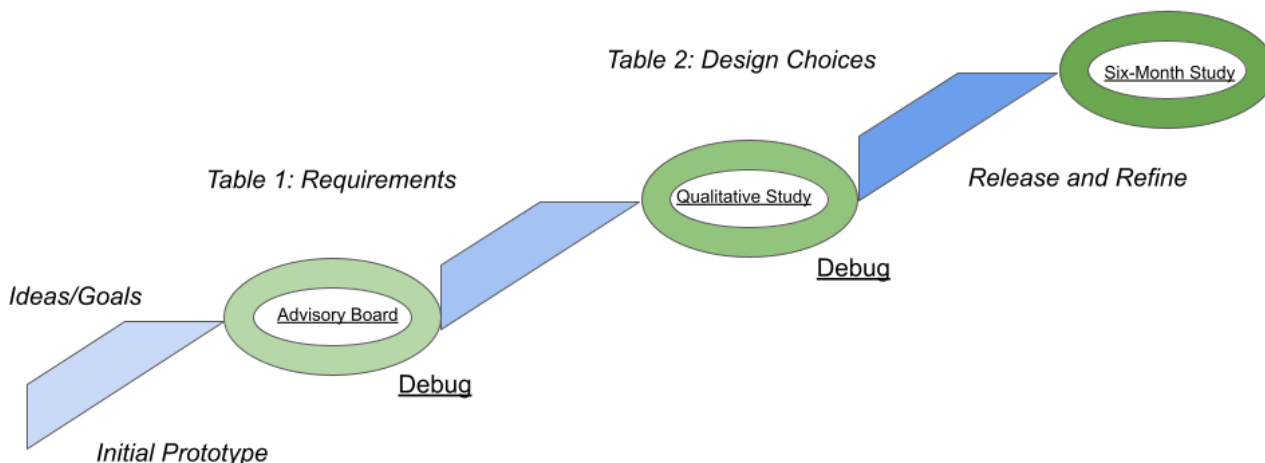 Table 2: Design Choices
Six-Month Study
Table 1: Requirements
Qualitative Study
Release and Refine
Debug
Ideas/Goals
Advisory Board
Debug
Initial Prototype